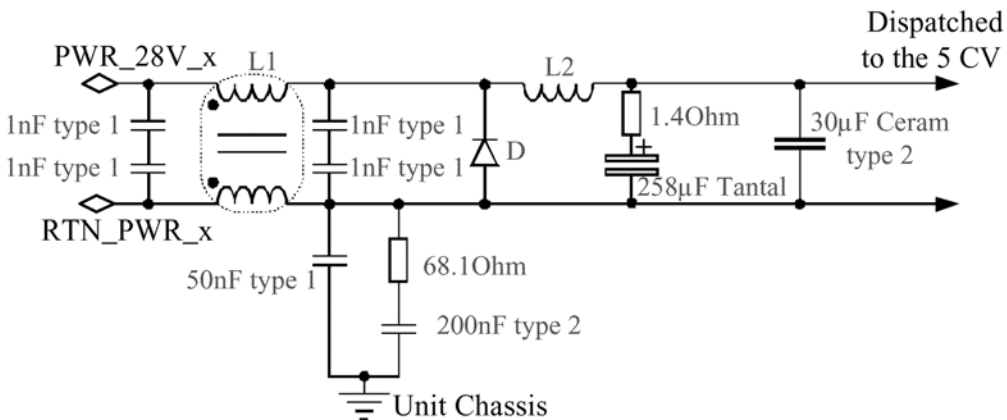 Dispatched
to the 5 CV
PWR_28V_x
L1
L2
1nF type 1
1nF type 1
1nF type 1
1nF type 1
D
1.4Ohm
+
258µF Tantal
30µF Ceram
type 2
RTN_PWR_x
50nF type 1
68.1Ohm
200nF type 2
Unit Chassis